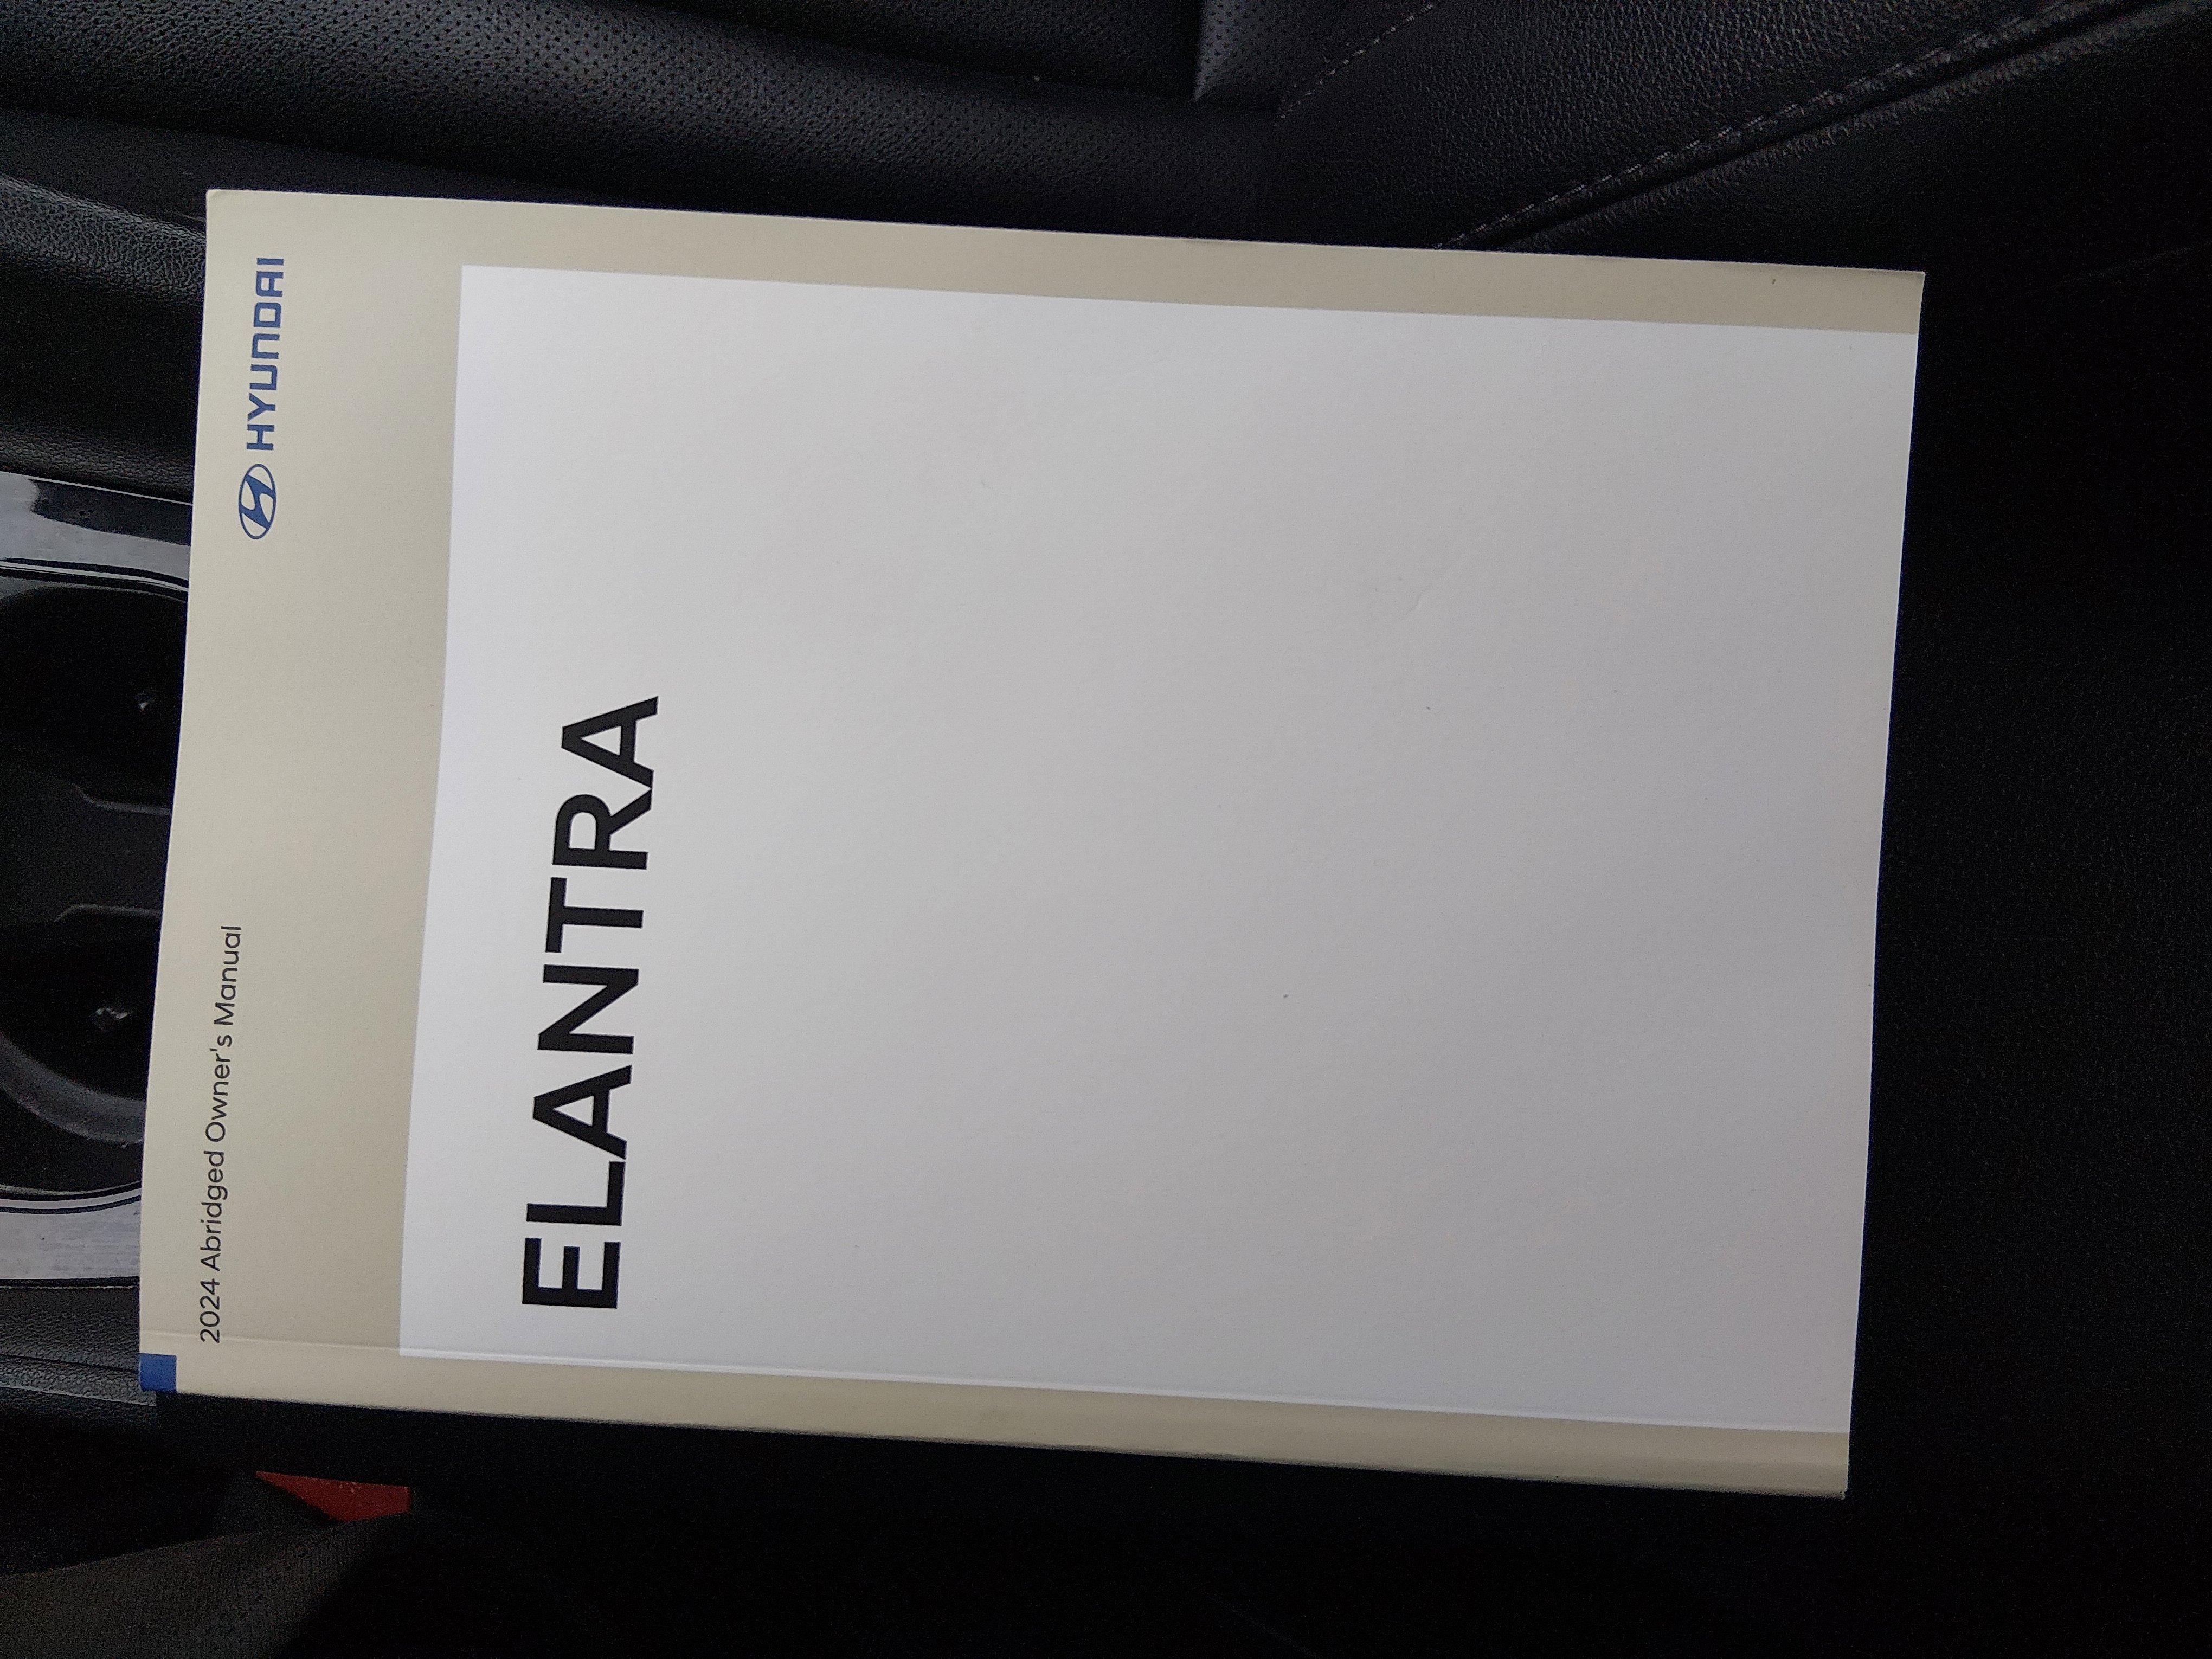 2024 Abridged Owner's Manual
HYUNDAI
ELANTRA